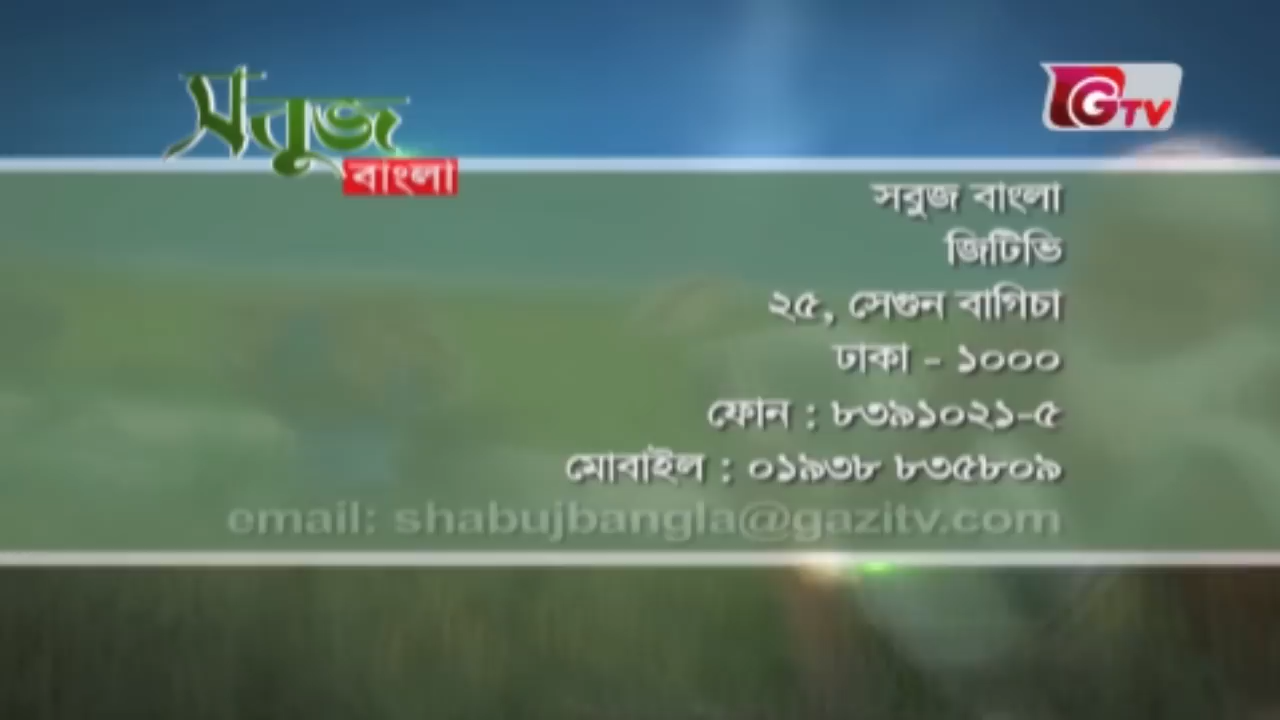 সবুজ
বাংলা
GTV
সবুজ বাংলা
জিটিভি
২৫, সেগুন বাগিচা
ঢাকা - ১০০০
ফোন : ৮৩৯১০২১-৫
মোবাইল : ০১৯৩৮ ৮৩৫৮০৯
email: shabujbangla@gazitv.com